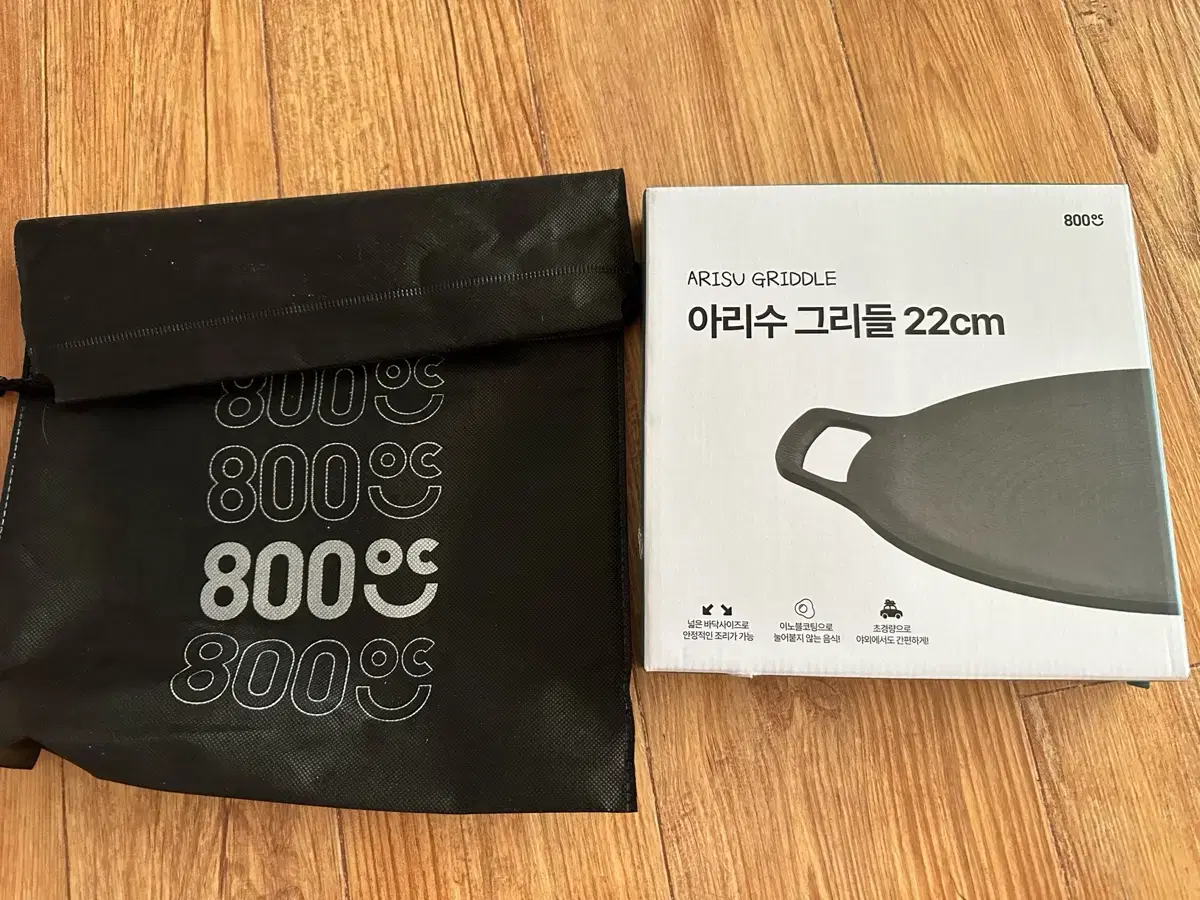 800℃
800℃
800℃
800℃
800℃
ARISU GRIDDLE
아리수 그리들 22cm
넓은 바닥사이즈로
안정적인 조리가 가능
이노블코팅으로
눌어붙지 않는 음식!
초경량으로
야외에서도 간편하게!